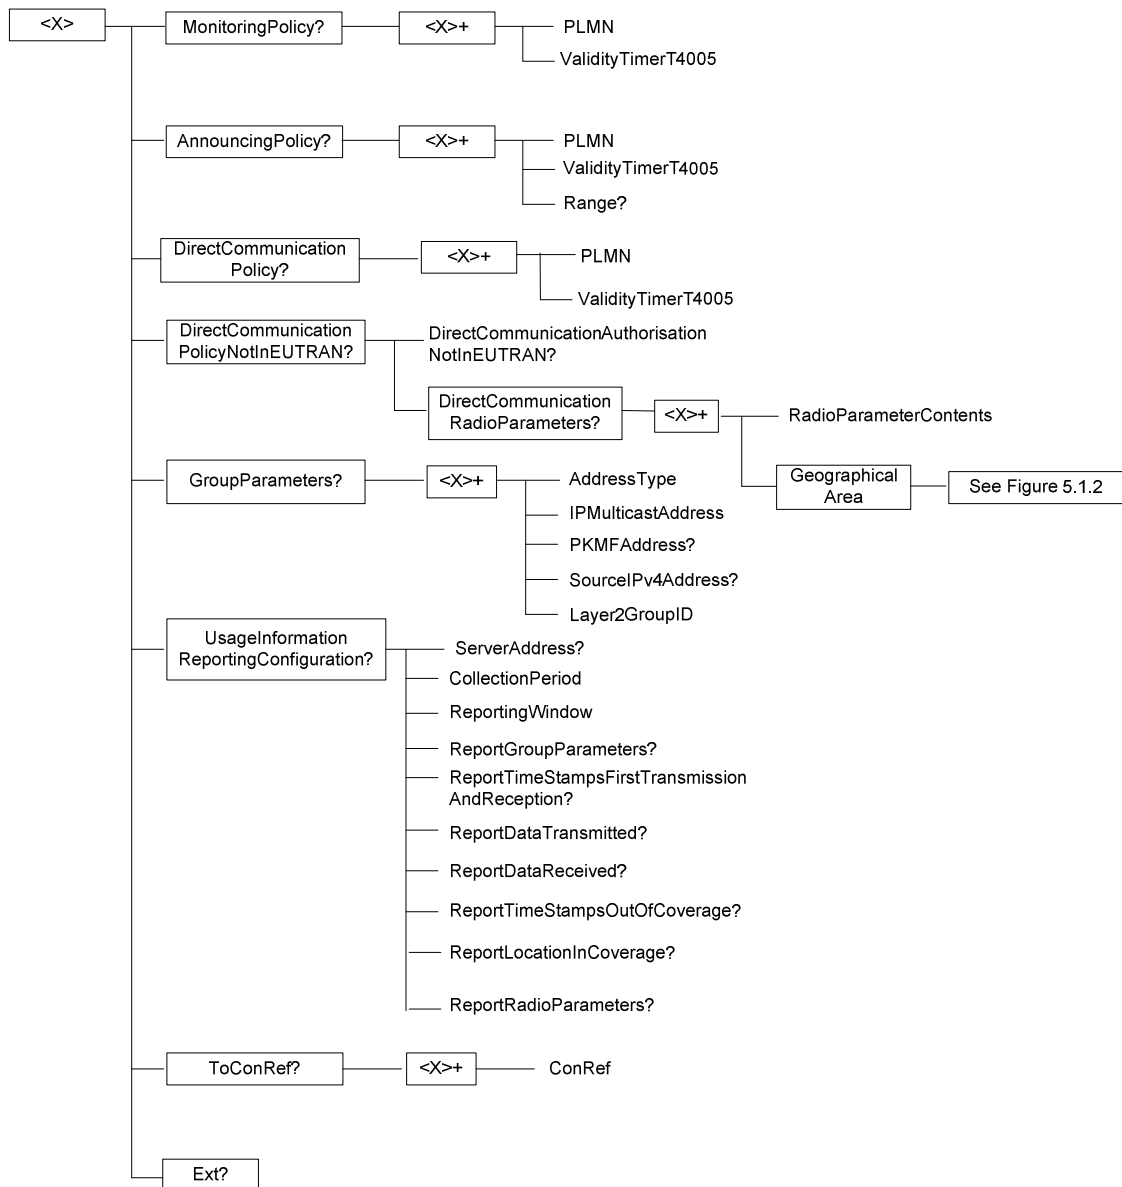 <X>
MonitoringPolicy?
<X>+
PLMN
ValidityTimerT4005
AnnouncingPolicy?
<X>+
PLMN
ValidityTimerT4005
Range?
DirectCommunication
Policy?
<X>+
PLMN
ValidityTimerT4005
DirectCommunication
PolicyNotInEUTRAN?
DirectCommunicationAuthorisation
NotInEUTRAN?
DirectCommunication
RadioParameters?
<X>+
RadioParameterContents
Geographical
Area
See Figure 5.1.2
GroupParameters?
<X>+
AddressType
IPMulticastAddress
PKMFAddress?
SourceIPv4Address?
Layer2GroupID
UsageInformation
ReportingConfiguration?
ServerAddress?
CollectionPeriod
ReportingWindow
ReportGroupParameters?
ReportTimeStampsFirstTransmission
AndReception?
ReportDataTransmitted?
ReportDataReceived?
ReportTimeStampsOutOfCoverage?
ReportLocationInCoverage?
ReportRadioParameters?
ToConRef?
<X>+
ConRef
Ext?